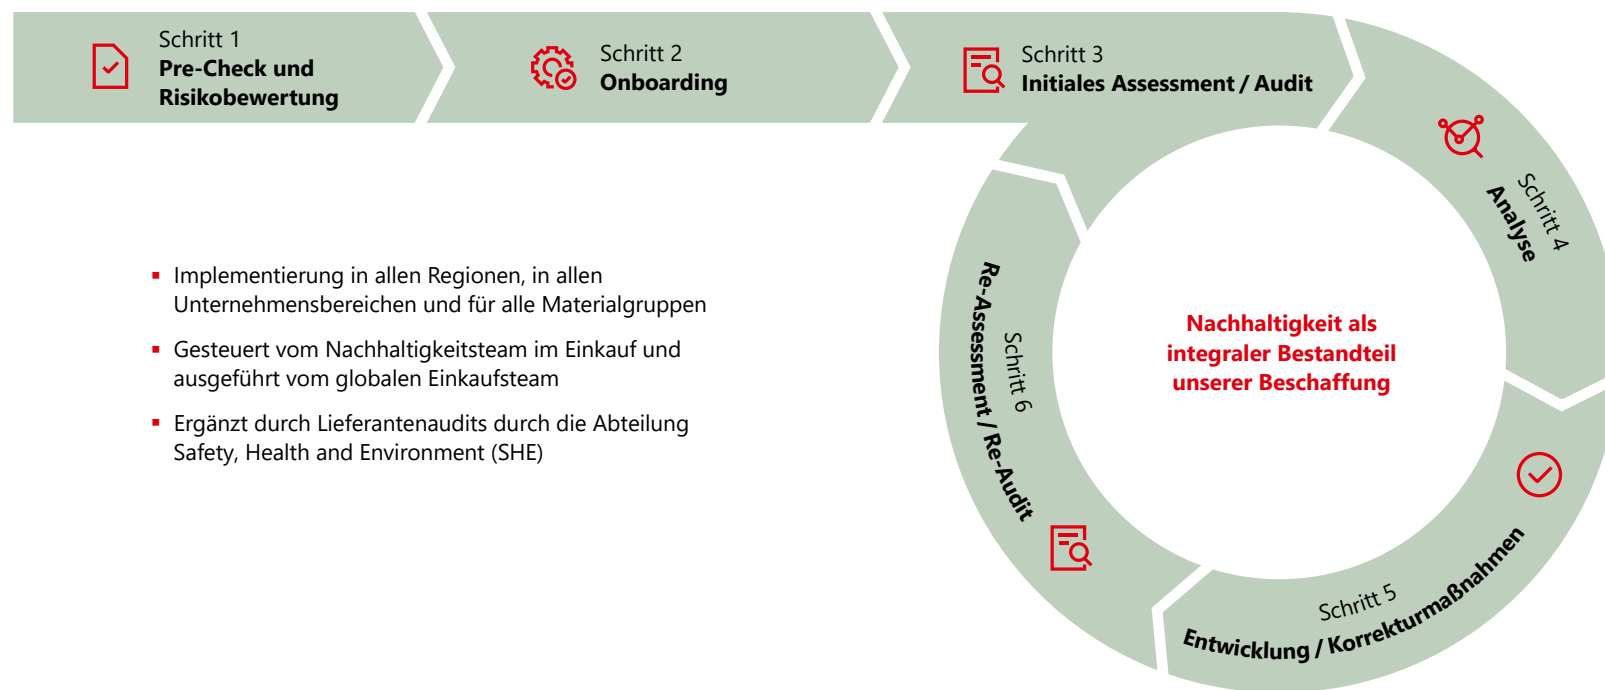 Schritt 1
Pre-Check und
Risikobewertung
Schritt 2
Onboarding
Schritt 3
Initiales Assessment / Audit
Schritt 4
Analyse
Schritt 5
Entwicklung / Korrekturmaßnahmen
Schritt 6
Re-Assessment / Re-Audit
Nachhaltigkeit als
integraler Bestandteil
unserer Beschaffung
▪ Implementierung in allen Regionen, in allen
Unternehmensbereichen und für alle Materialgruppen
▪ Gesteuert vom Nachhaltigkeitsteam im Einkauf und
ausgeführt vom globalen Einkaufsteam
▪ Ergänzt durch Lieferantenaudits durch die Abteilung
Safety, Health and Environment (SHE)